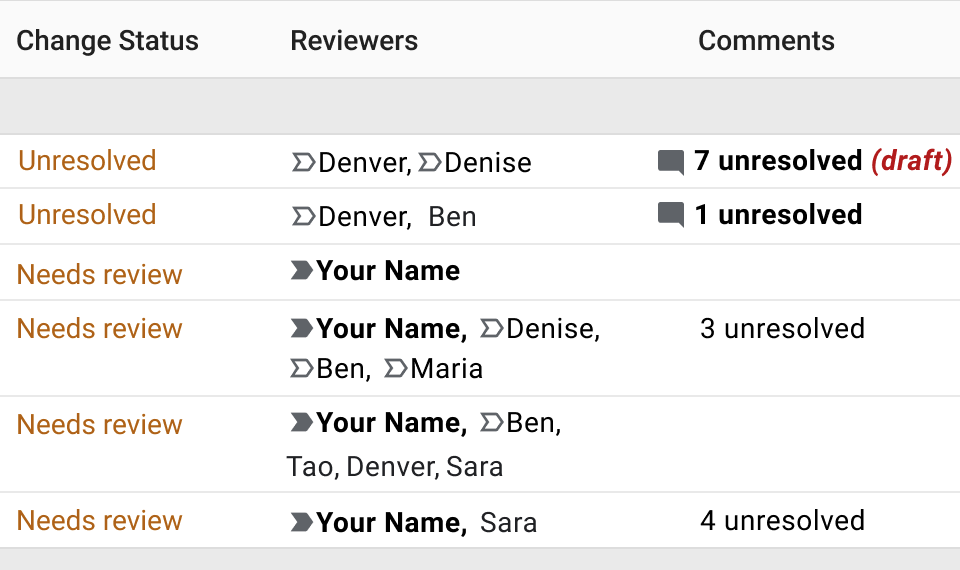 Change Status Reviewers Comments
Unresolved Denver, Denise 7 unresolved (draft)
Unresolved Denver, Ben 1 unresolved
Needs review Your Name
Needs review Your Name, Denise, 3 unresolved
Ben, Maria
Needs review Your Name, Ben,
Tao, Denver, Sara
Needs review Your Name, Sara 4 unresolved